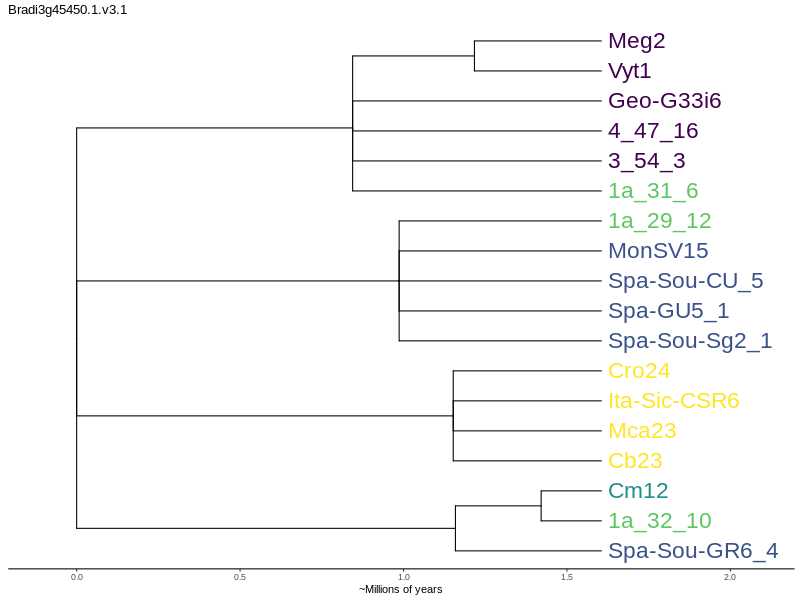 Bradi3g45450.1.v3.1
Meg2
Vyt1
Geo-G33i6
4_47_16
3_54_3
1a_31_6
1a_29_12
MonSV15
Spa-Sou-CU_5
Spa-GU5_1
Spa-Sou-Sg2_1
Cro24
Ita-Sic-CSR6
Mca23
Cb23
Cm12
1a_32_10
Spa-Sou-GR6_4
0.0 0.5 1.0 1.5 2.0
~Millions of years